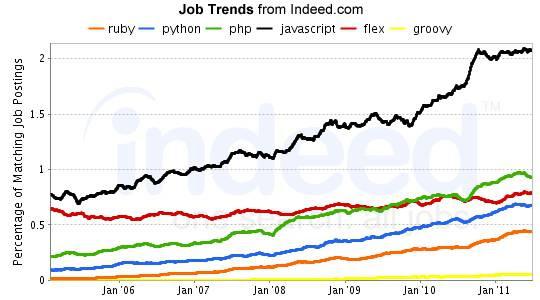 Job Trends from Indeed.com
ruby python php javascript flex groovy
Percentage of Matching Job Postings
2
1.5
1
0.5
0
Jan '06 Jan '07 Jan '08 Jan '09 Jan '10 Jan '11
indeed™